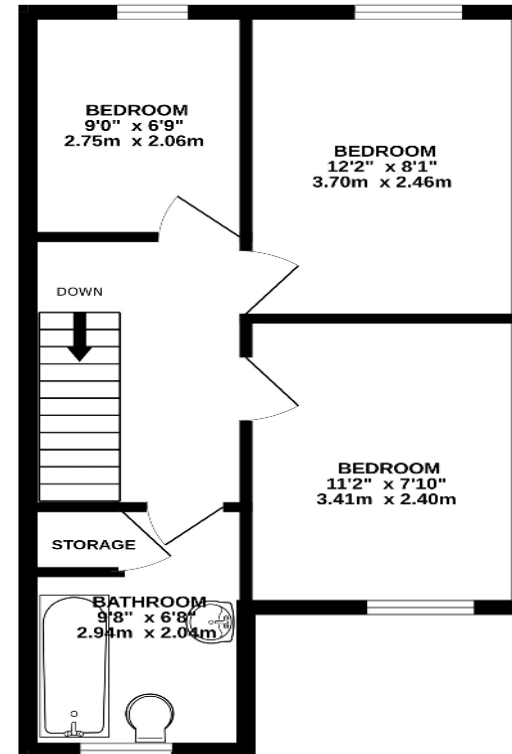 BEDROOM
9'0" x 6'9"
2.75m x 2.06m
BEDROOM
12'2" x 8'1"
3.70m x 2.46m
DOWN
BEDROOM
11'2" x 7'10"
3.41m x 2.40m
STORAGE
BATHROOM
9'8" x 6'8"
2.94m x 2.04m